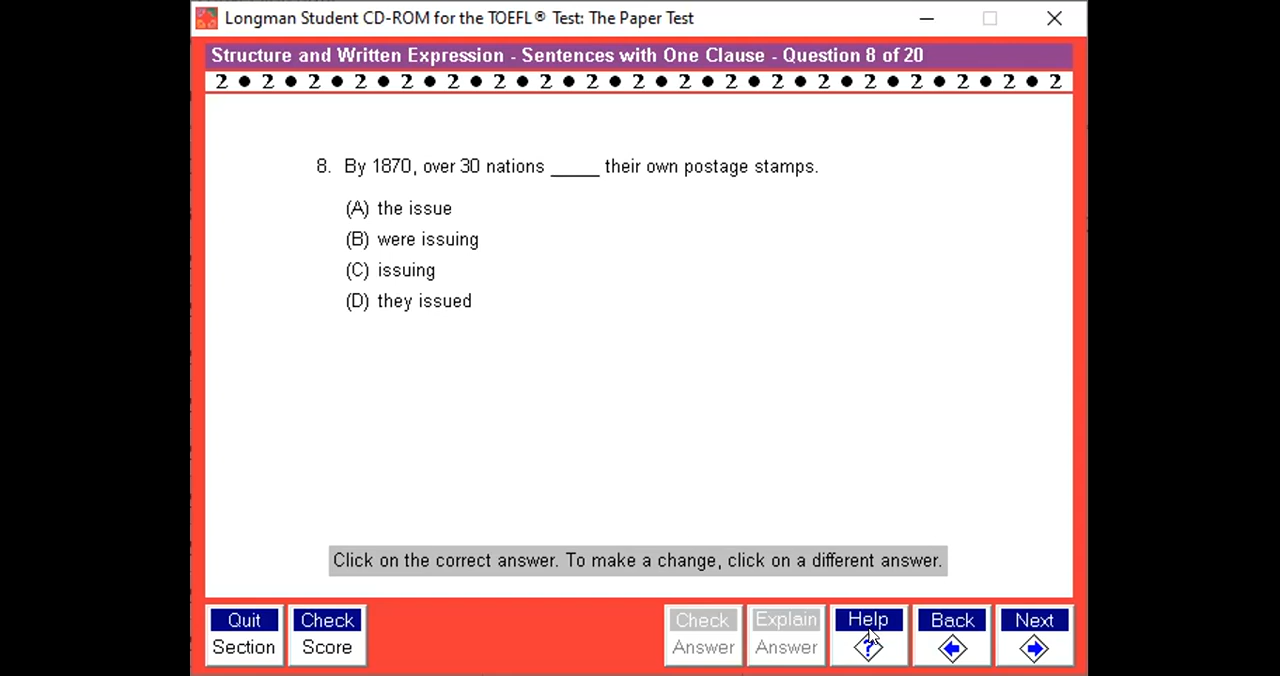 Longman Student CD-ROM for the TOEFL® Test: The Paper Test
Structure and Written Expression - Sentences with One Clause - Question 8 of 20
2 ● 2 ● 2 ● 2 ● 2 ● 2 ● 2 ● 2 ● 2 ● 2 ● 2 ● 2 ● 2 ● 2 ● 2 ● 2 ● 2 ● 2 ● 2
8. By 1870, over 30 nations _____ their own postage stamps.
(A) the issue
(B) were issuing
(C) issuing
(D) they issued
Click on the correct answer. To make a change, click on a different answer.
Quit Section
Check Score
Check Answer
Explain Answer
Help ?
Back
Next